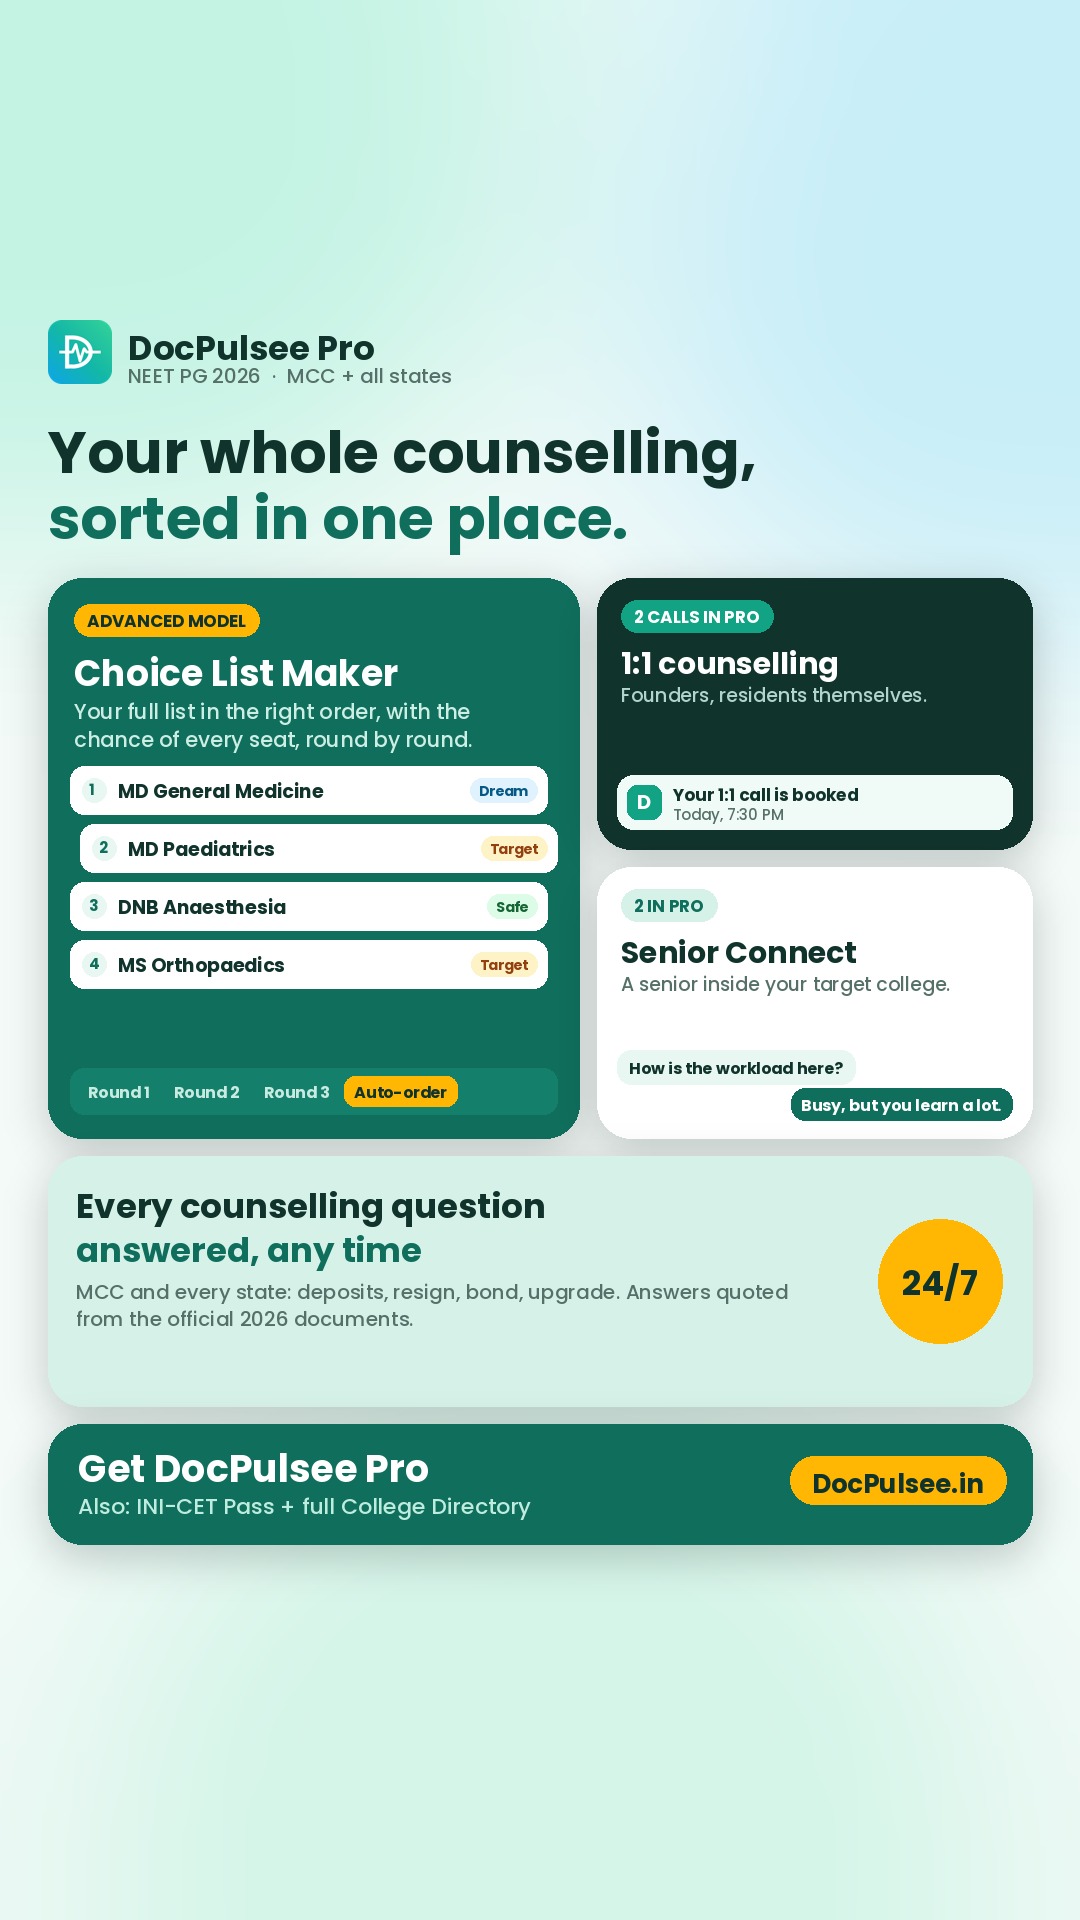 DocPulsee Pro
NEET PG 2026 · MCC + all states
Your whole counselling,
sorted in one place.
ADVANCED MODEL
Choice List Maker
Your full list in the right order, with the
chance of every seat, round by round.
1 MD General Medicine Dream
2 MD Paediatrics Target
3 DNB Anaesthesia Safe
4 MS Orthopaedics Target
Round 1 Round 2 Round 3 Auto-order
2 CALLS IN PRO
1:1 counselling
Founders, residents themselves.
D
Your 1:1 call is booked
Today, 7:30 PM
2 IN PRO
Senior Connect
A senior inside your target college.
How is the workload here?
Busy, but you learn a lot.
Every counselling question
answered, any time
MCC and every state: deposits, resign, bond, upgrade. Answers quoted
from the official 2026 documents.
24/7
Get DocPulsee Pro
Also: INI-CET Pass + full College Directory
DocPulsee.in